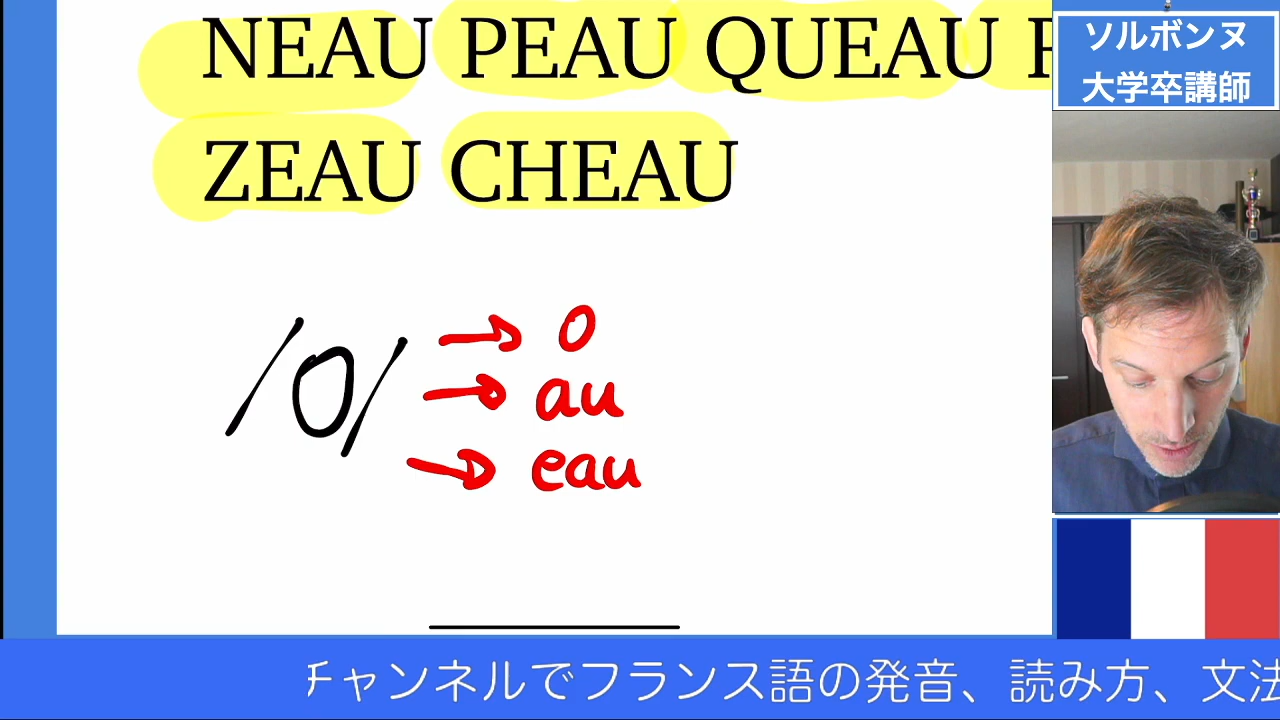 NEAU PEAU QUEAU
ZEAU CHEAU
/o/ → o
→ au
→ eau
ソルボンヌ
大学卒講師
チャンネルでフランス語の発音、読み方、文法